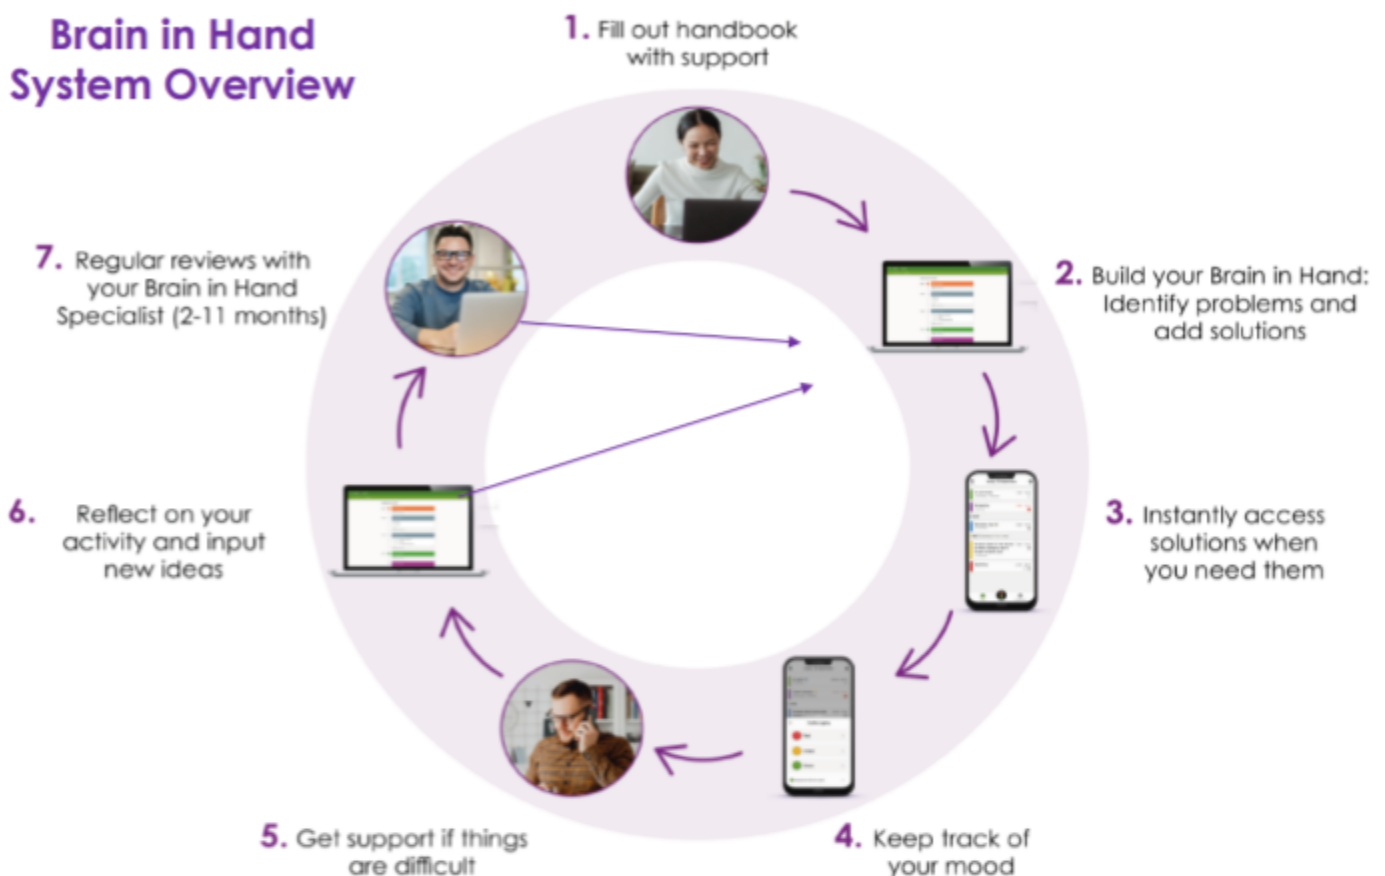 Brain in Hand
System Overview
1. Fill out handbook
with support
2. Build your Brain in Hand:
Identify problems and
add solutions
3. Instantly access
solutions when
you need them
4. Keep track of
your mood
5. Get support if things
are difficult
6. Reflect on your
activity and input
new ideas
7. Regular reviews with
your Brain in Hand
Specialist (2-11 months)